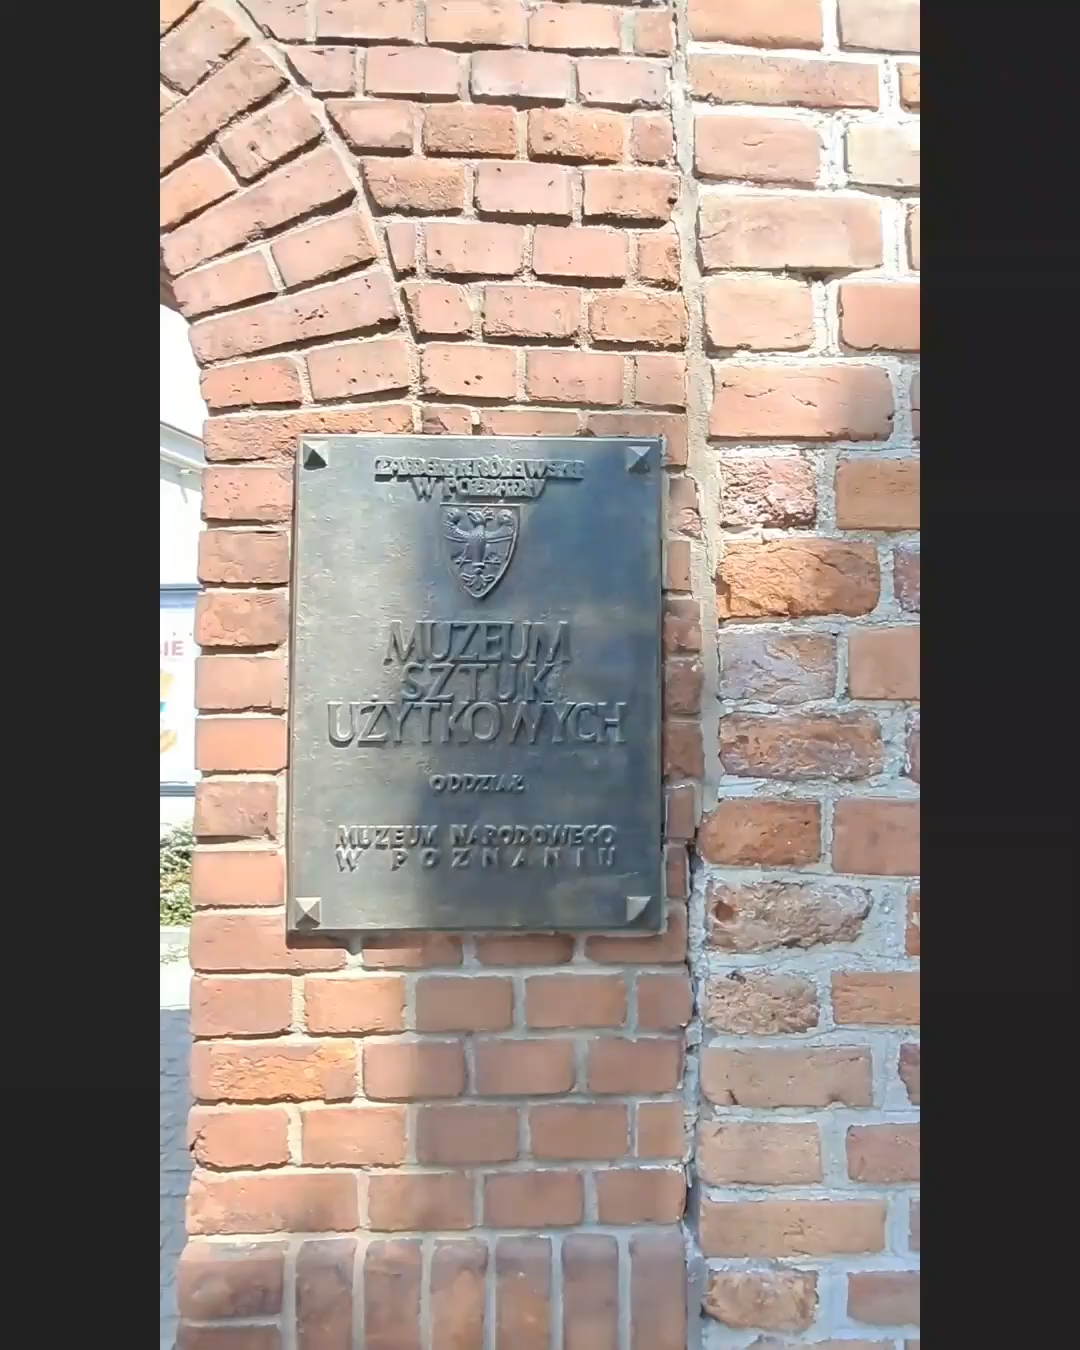 ZAMEK KRÓLEWSKI
W POZNANIU
MUZEUM
SZTUK
UŻYTKOWYCH
ODDZIAŁ
MUZEUM NARODOWEGO
W POZNANIU